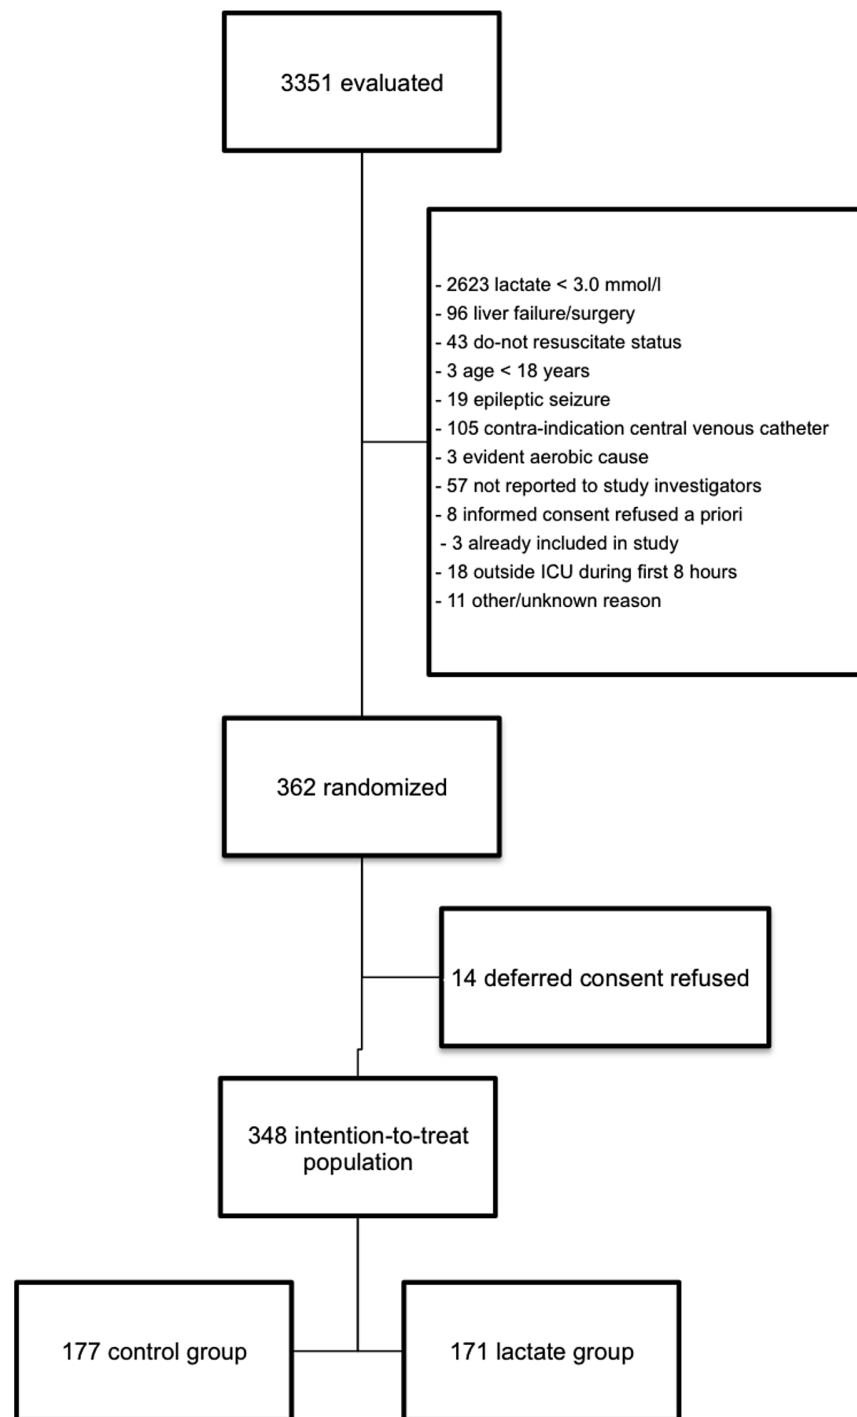 3351 evaluated
- 2623 lactate < 3.0 mmol/l
- 96 liver failure/surgery
- 43 do-not resuscitate status
- 3 age < 18 years
- 19 epileptic seizure
- 105 contra-indication central venous catheter
- 3 evident aerobic cause
- 57 not reported to study investigators
- 8 informed consent refused a priori
- 3 already included in study
- 18 outside ICU during first 8 hours
- 11 other/unknown reason
362 randomized
14 deferred consent refused
348 intention-to-treat
population
177 control group
171 lactate group